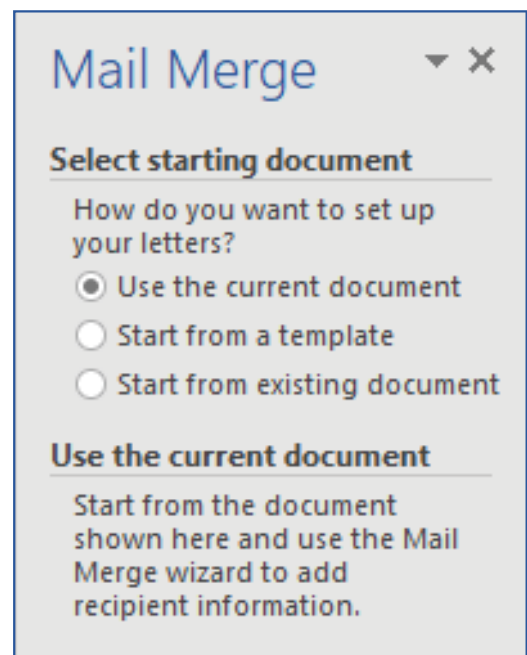 Mail Merge
Select starting document
How do you want to set up
your letters?
Use the current document
Start from a template
Start from existing document
Use the current document
Start from the document
shown here and use the Mail
Merge wizard to add
recipient information.